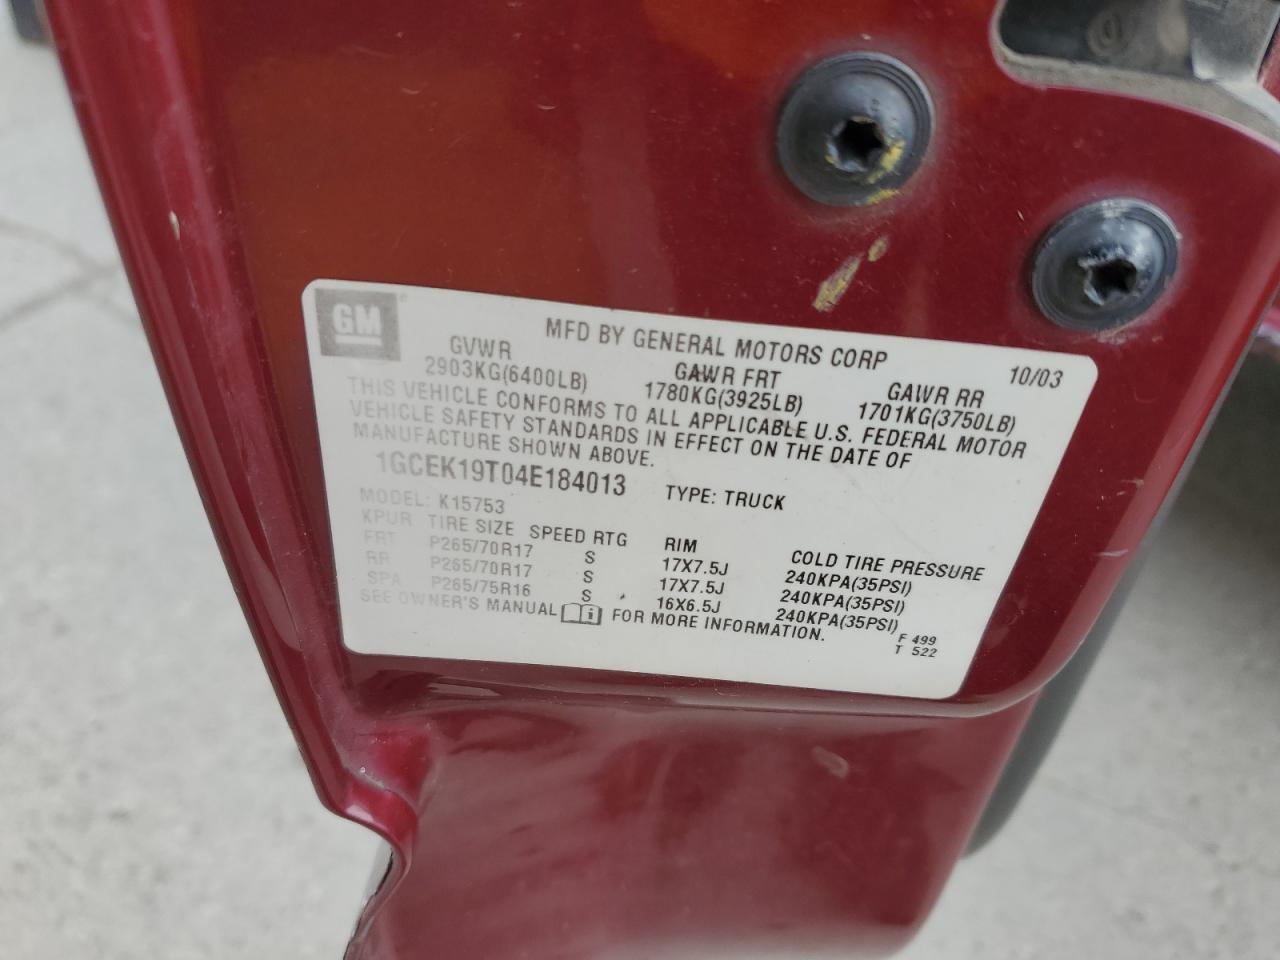 GM
MFD BY GENERAL MOTORS CORP 10/03
GVWR GAWR FRT GAWR RR
2903KG(6400LB) 1780KG(3925LB) 1701KG(3750LB)
THIS VEHICLE CONFORMS TO ALL APPLICABLE U.S. FEDERAL MOTOR
VEHICLE SAFETY STANDARDS IN EFFECT ON THE DATE OF
MANUFACTURE SHOWN ABOVE.
1GCEK19T04E184013 TYPE: TRUCK
MODEL: K15753
KPUR TIRE SIZE SPEED RTG RIM COLD TIRE PRESSURE
FRT P265/70R17 S 17X7.5J 240KPA(35PSI)
RR P265/70R17 S 17X7.5J 240KPA(35PSI)
SPA P265/75R16 S 16X6.5J 240KPA(35PSI)
SEE OWNER'S MANUAL FOR MORE INFORMATION.
F 499
T 522